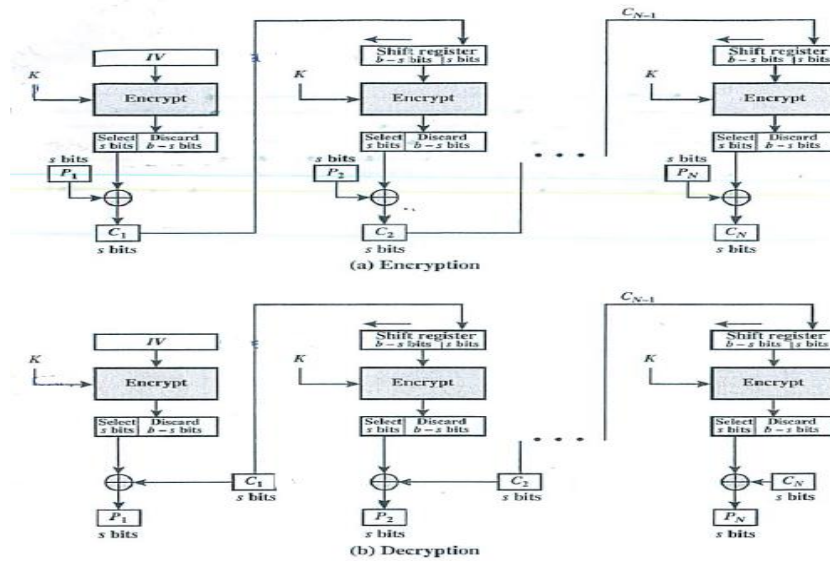 C_{N-1}
IV
Shift register
b - s bits | s bits
Shift register
b - s bits | s bits
K
K
K
Encrypt
Encrypt
Encrypt
Select s bits
Discard b - s bits
Select s bits
Discard b - s bits
Select s bits
Discard b - s bits
s bits
P_1
s bits
P_2
s bits
P_N
• • •
C_1
s bits
C_2
s bits
C_N
s bits
(a) Encryption
C_{N-1}
IV
Shift register
b - s bits | s bits
Shift register
b - s bits | s bits
K
K
K
Encrypt
Encrypt
Encrypt
Select s bits
Discard b - s bits
Select s bits
Discard b - s bits
Select s bits
Discard b - s bits
• • •
C_1
s bits
C_2
s bits
C_N
s bits
P_1
s bits
P_2
s bits
P_N
s bits
(b) Decryption